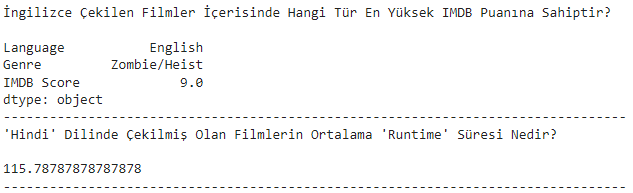 İngilizce Çekilen Filmler İçerisinde Hangi Tür En Yüksek IMDB Puanına Sahiptir?
Language English
Genre Zombie/Heist
IMDB Score 9.0
dtype: object
--------------------------------------------------------------------------------
'Hindi' Dilinde Çekilmiş Olan Filmlerin Ortalama 'Runtime' Süresi Nedir?
115.78787878787878
--------------------------------------------------------------------------------